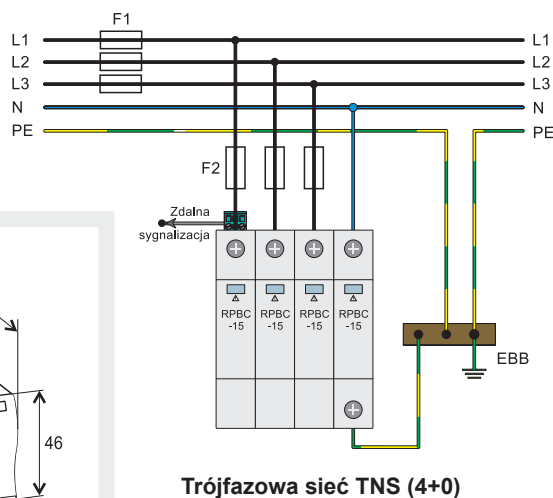 F1
L1 L1
L2 L2
L3 L3
N N
PE PE
F2
Zdalna
sygnalizacja
RPBC RPBC RPBC RPBC
-15 -15 -15 -15
EBB
46
Trójfazowa sieć TNS (4+0)